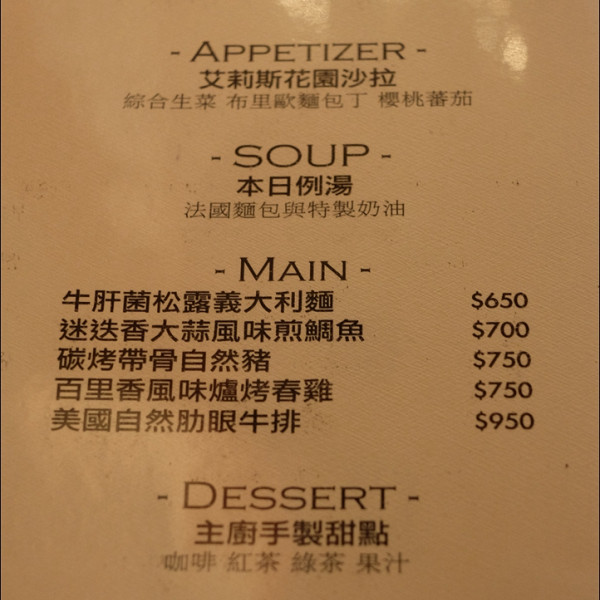 - APPETIZER -
艾莉斯花園沙拉
綜合生菜 布里歐麵包丁 櫻桃蕃茄
- SOUP -
本日例湯
法國麵包與特製奶油
- MAIN -
牛肝菌松露義大利麵 $650
迷迭香大蒜風味煎鯛魚 $700
碳烤帶骨自然豬 $750
百里香風味爐烤春雞 $750
美國自然肋眼牛排 $950
- DESSERT -
主廚手製甜點
咖啡 紅茶 綠茶 果汁